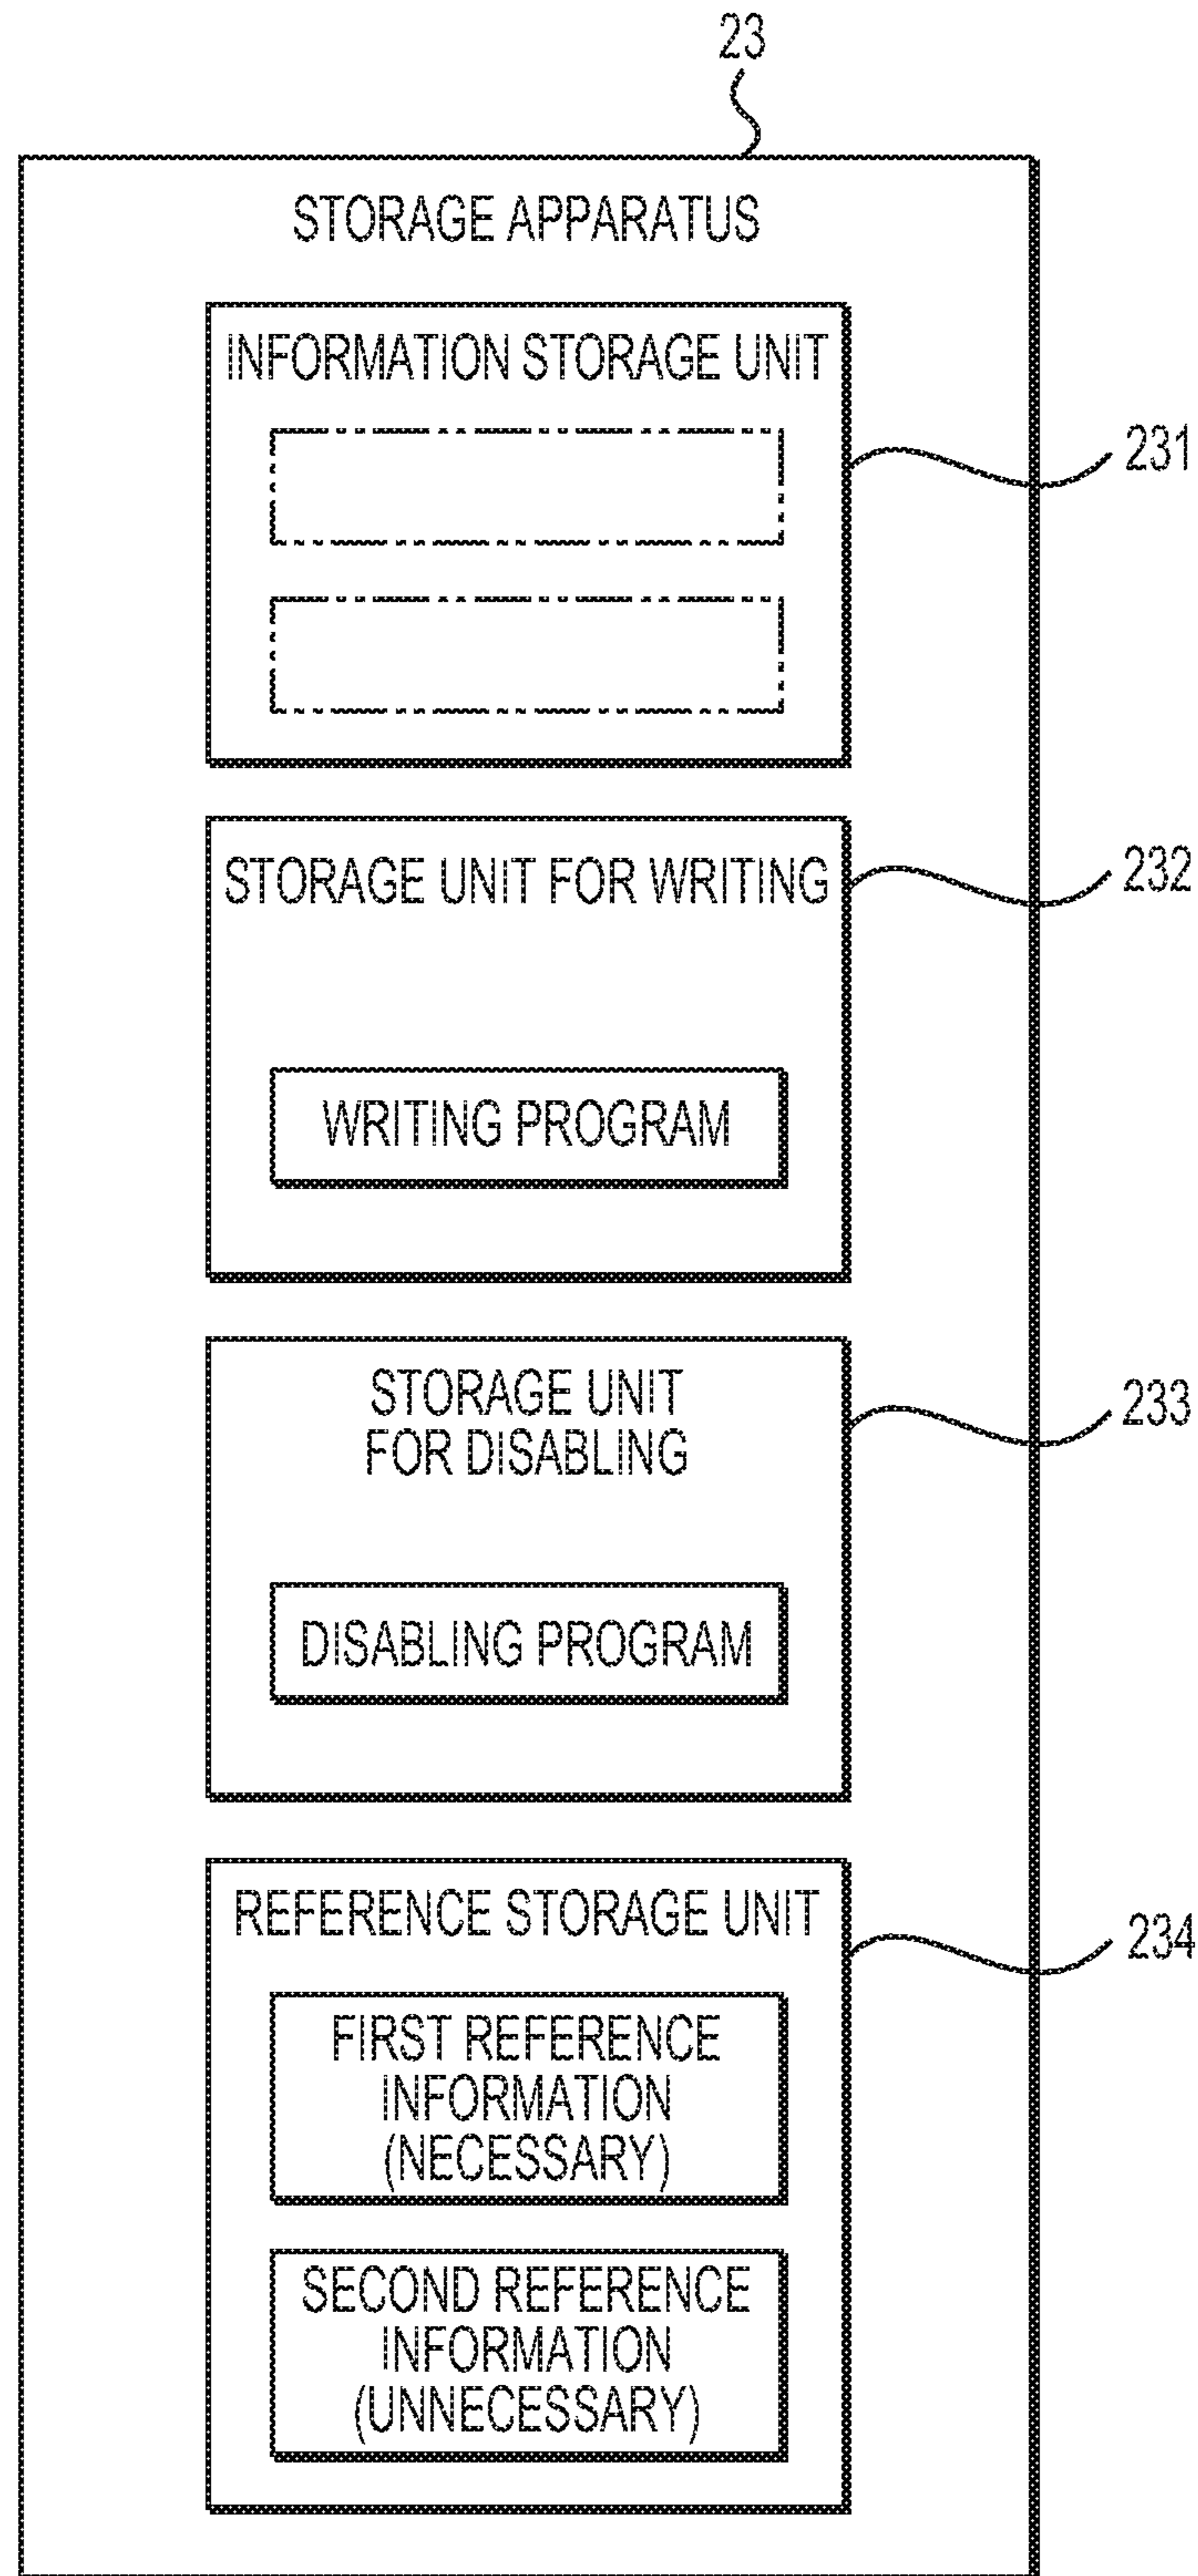 23
STORAGE APPARATUS
INFORMATION STORAGE UNIT
231
STORAGE UNIT FOR WRITING
232
WRITING PROGRAM
STORAGE UNIT
FOR DISABLING
233
DISABLING PROGRAM
REFERENCE STORAGE UNIT
234
FIRST REFERENCE
INFORMATION
(NECESSARY)
SECOND REFERENCE
INFORMATION
(UNNECESSARY)